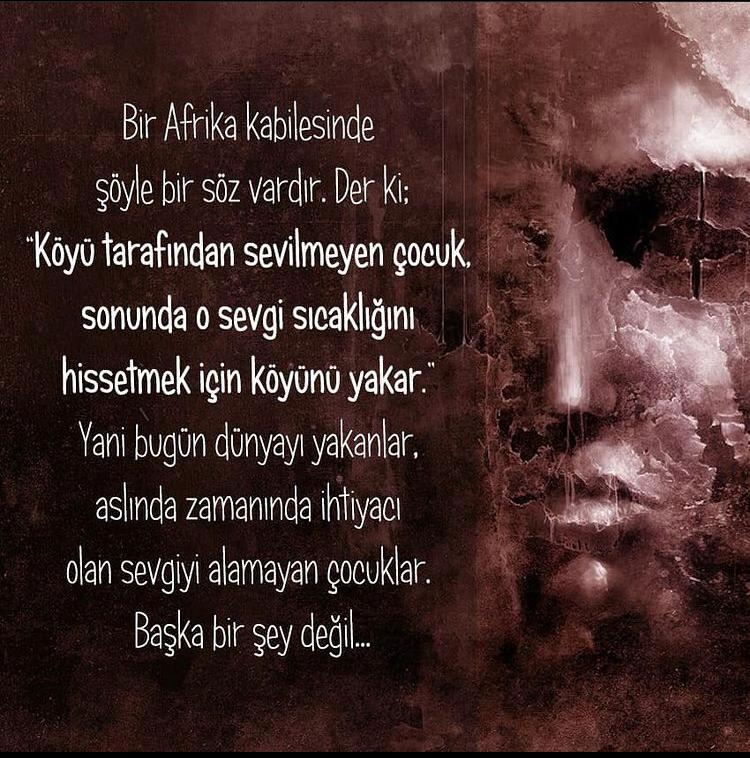 Bir Afrika kabilesinde
şöyle bir söz vardır. Der ki;
"Köyü tarafından sevilmeyen çocuk,
sonunda o sevgi sıcaklığını
hissetmek için köyünü yakar."
Yani bugün dünyayı yakanlar,
aslında zamanında ihtiyacı
olan sevgiyi alamayan çocuklar.
Başka bir şey değil...